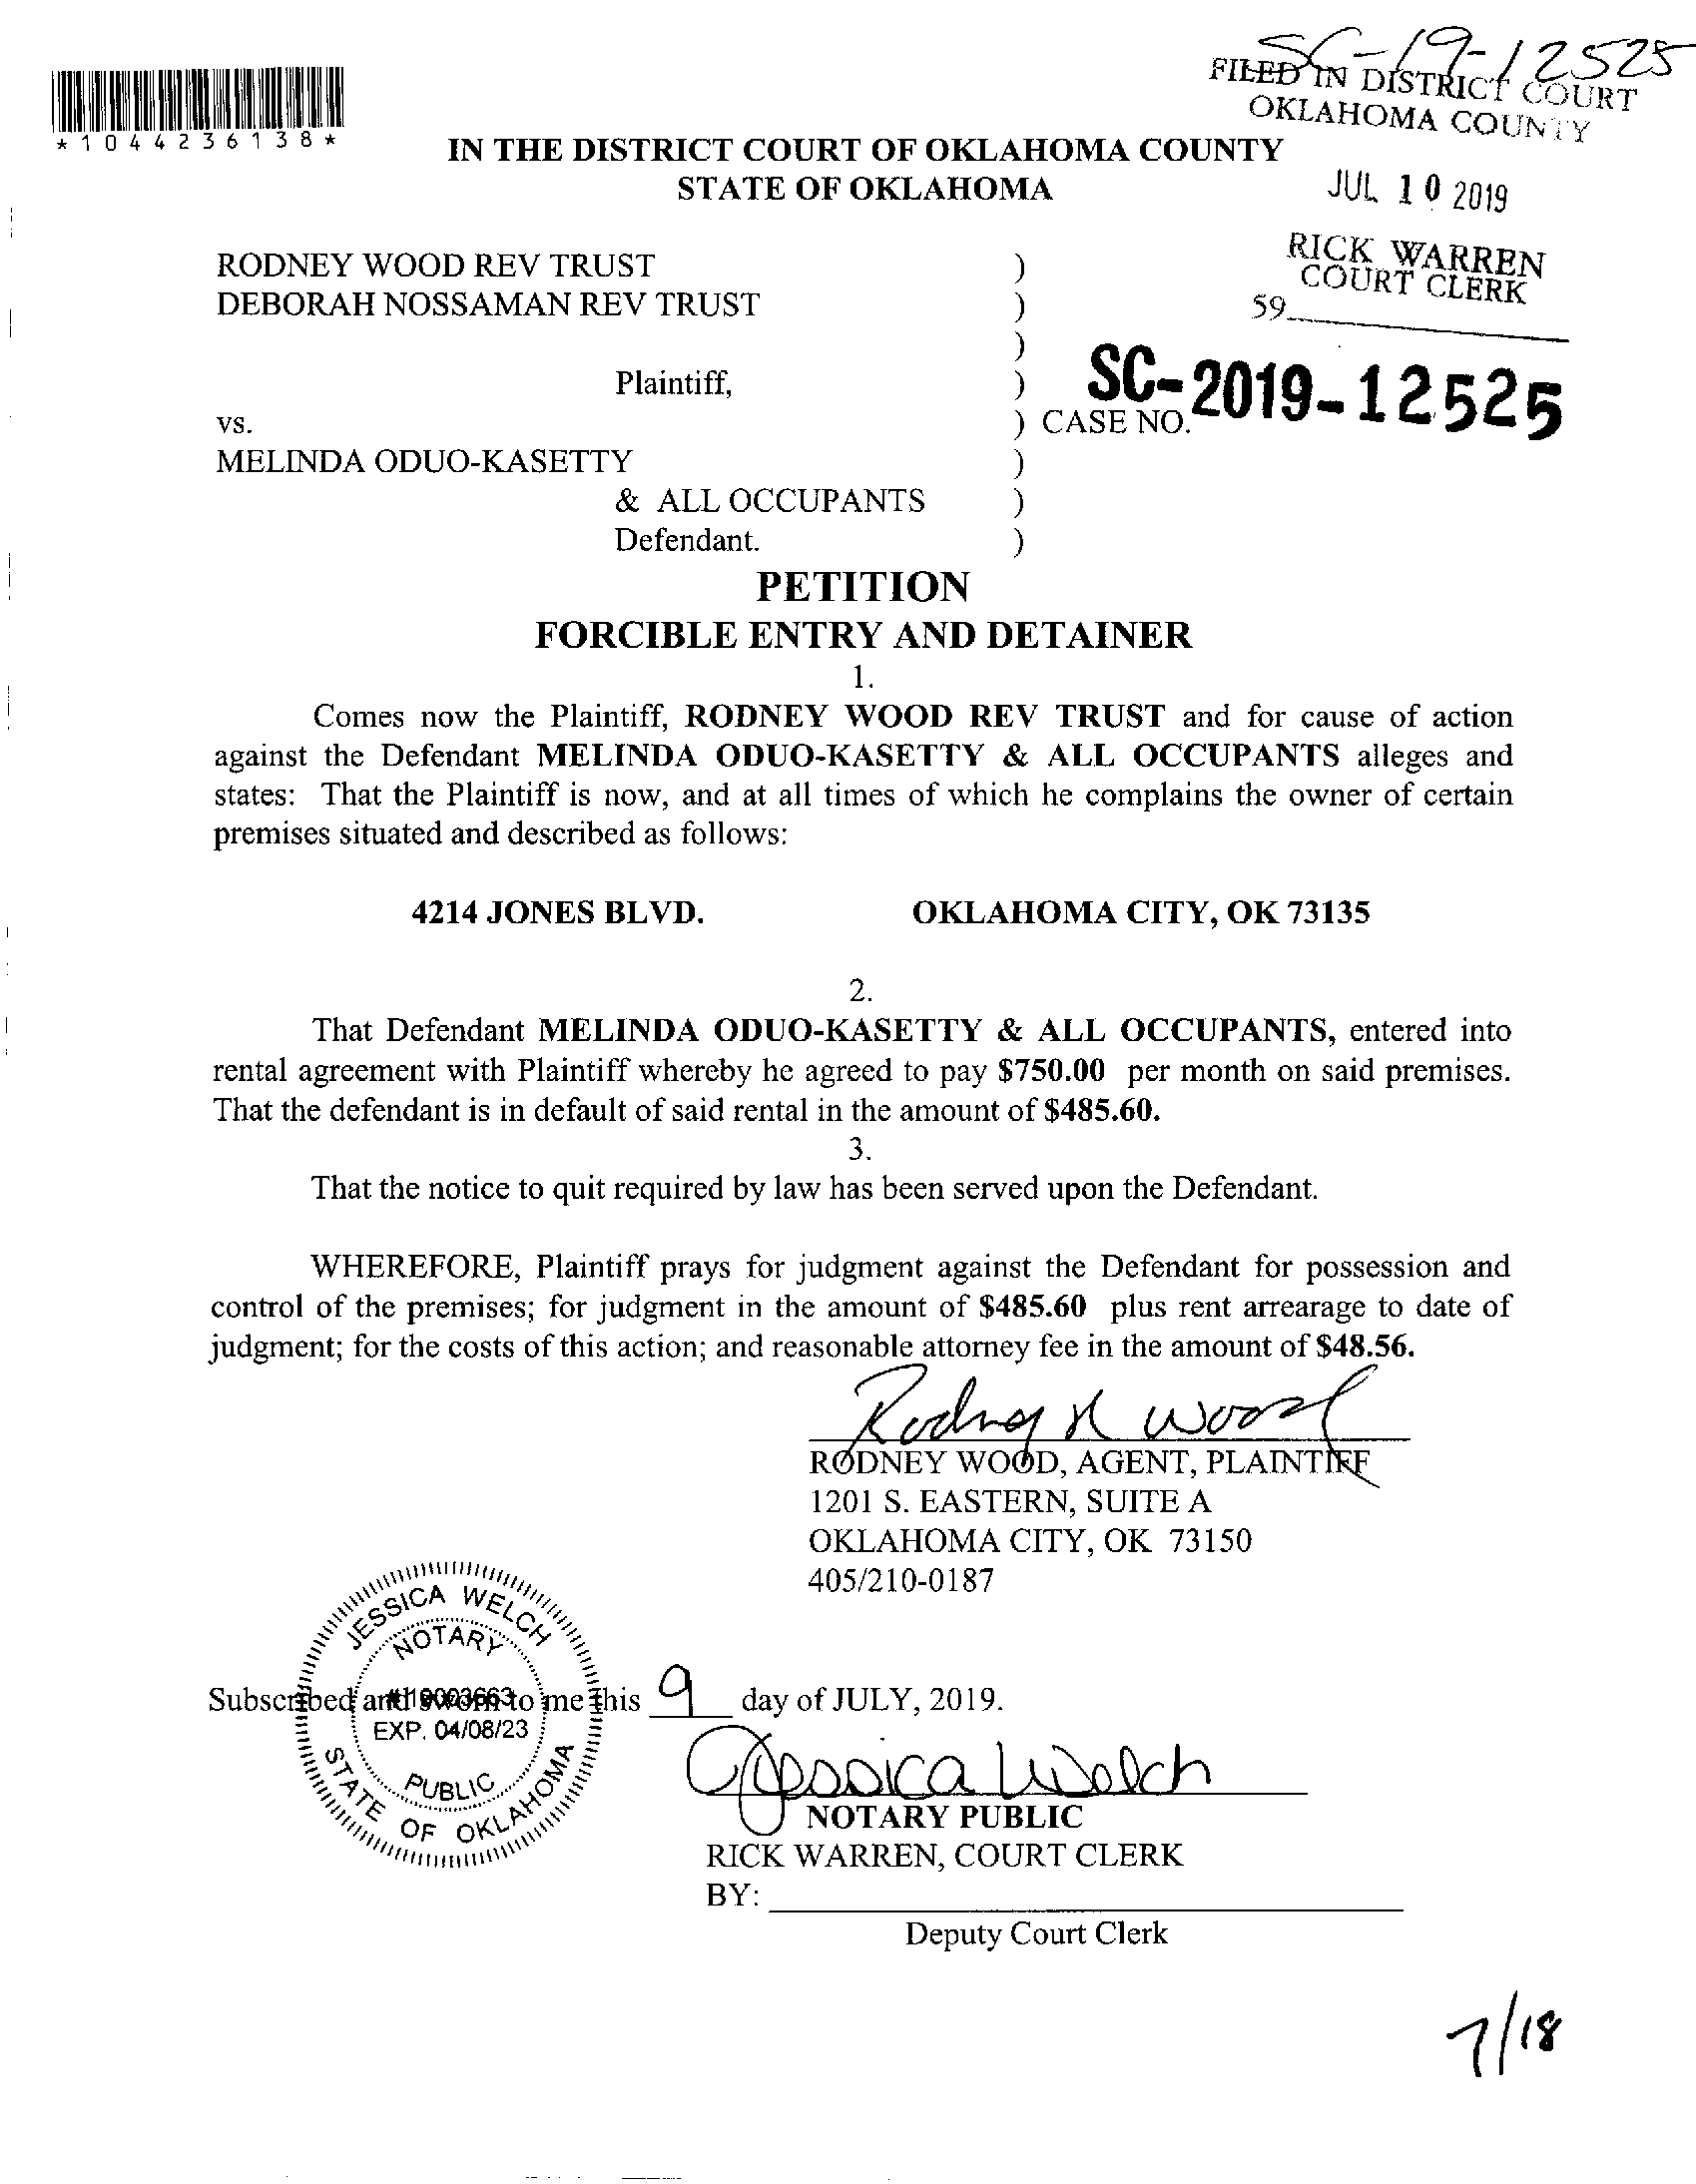 SC-19-12525
FILED IN DISTRICT COURT
OKLAHOMA COUNTY
*1044236138*
IN THE DISTRICT COURT OF OKLAHOMA COUNTY
STATE OF OKLAHOMA
JUL 10 2019
RICK WARREN
COURT CLERK
59
RODNEY WOOD REV TRUST )
DEBORAH NOSSAMAN REV TRUST )
)
Plaintiff, )
vs. ) CASE NO. SC-2019-12525
MELINDA ODUO-KASETTY )
& ALL OCCUPANTS )
Defendant. )
PETITION
FORCIBLE ENTRY AND DETAINER
1.
Comes now the Plaintiff, RODNEY WOOD REV TRUST and for cause of action
against the Defendant MELINDA ODUO-KASETTY & ALL OCCUPANTS alleges and
states: That the Plaintiff is now, and at all times of which he complains the owner of certain
premises situated and described as follows:
4214 JONES BLVD. OKLAHOMA CITY, OK 73135
2.
That Defendant MELINDA ODUO-KASETTY & ALL OCCUPANTS, entered into
rental agreement with Plaintiff whereby he agreed to pay $750.00 per month on said premises.
That the defendant is in default of said rental in the amount of $485.60.
3.
That the notice to quit required by law has been served upon the Defendant.
WHEREFORE, Plaintiff prays for judgment against the Defendant for possession and
control of the premises; for judgment in the amount of $485.60 plus rent arrearage to date of
judgment; for the costs of this action; and reasonable attorney fee in the amount of $48.56.
Rodney N Wood
RODNEY WOOD, AGENT, PLAINTIFF
1201 S. EASTERN, SUITE A
OKLAHOMA CITY, OK 73150
405/210-0187
JESSICA WELCH
NOTARY
EXP. 04/08/23
PUBLIC
STATE OF OKLAHOMA
Subscribed and sworn to me this 9 day of JULY, 2019.
Jessica Welch
NOTARY PUBLIC
RICK WARREN, COURT CLERK
BY:
Deputy Court Clerk
7/18